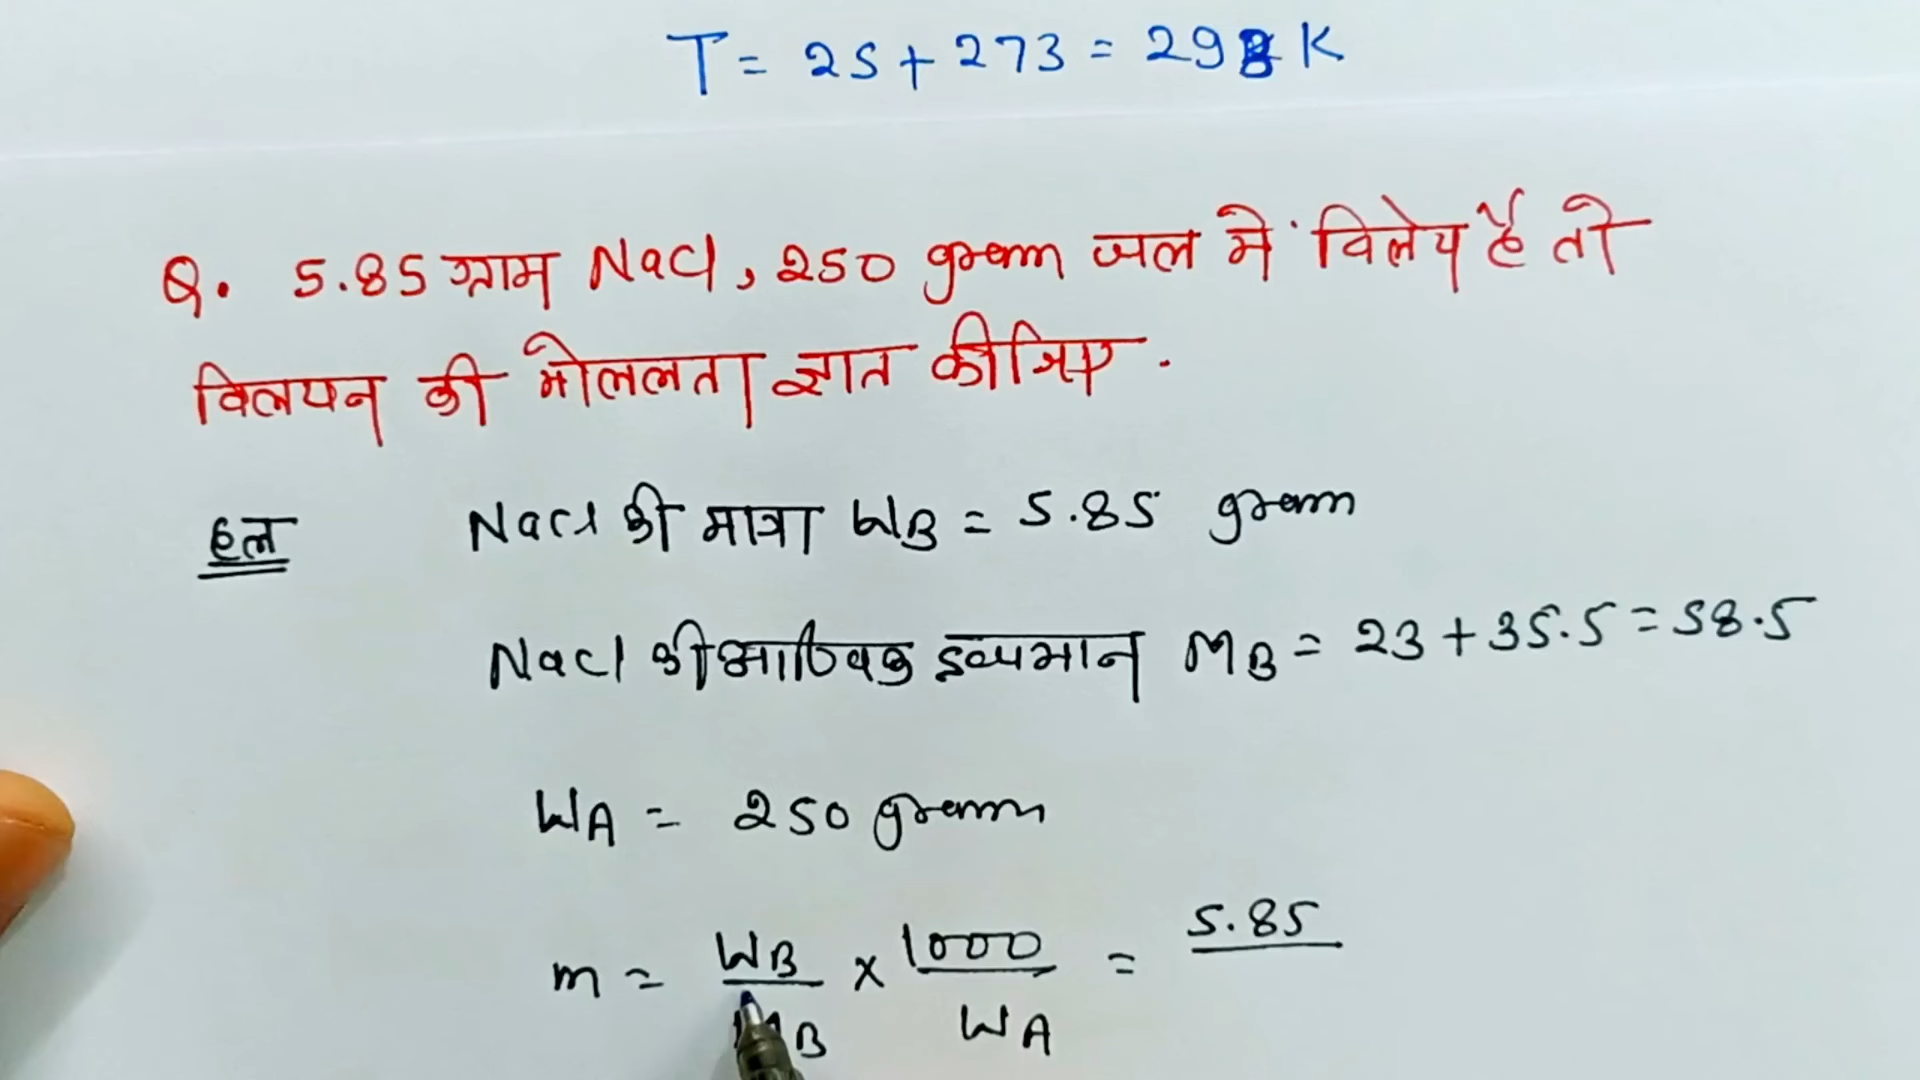 T = 25 + 273 = 298 K
Q. 5.85 ग्राम NaCl, 250 gram जल मे विलेय है तो
विलयन की मोललता ज्ञात कीजिए.
हल NaCl की मात्रा WB = 5.85 gram
NaCl की आण्विक द्रव्यमान MB = 23 + 35.5 = 58.5
WA = 250 gram
m = WB/MB × 1000/WA = 5.85